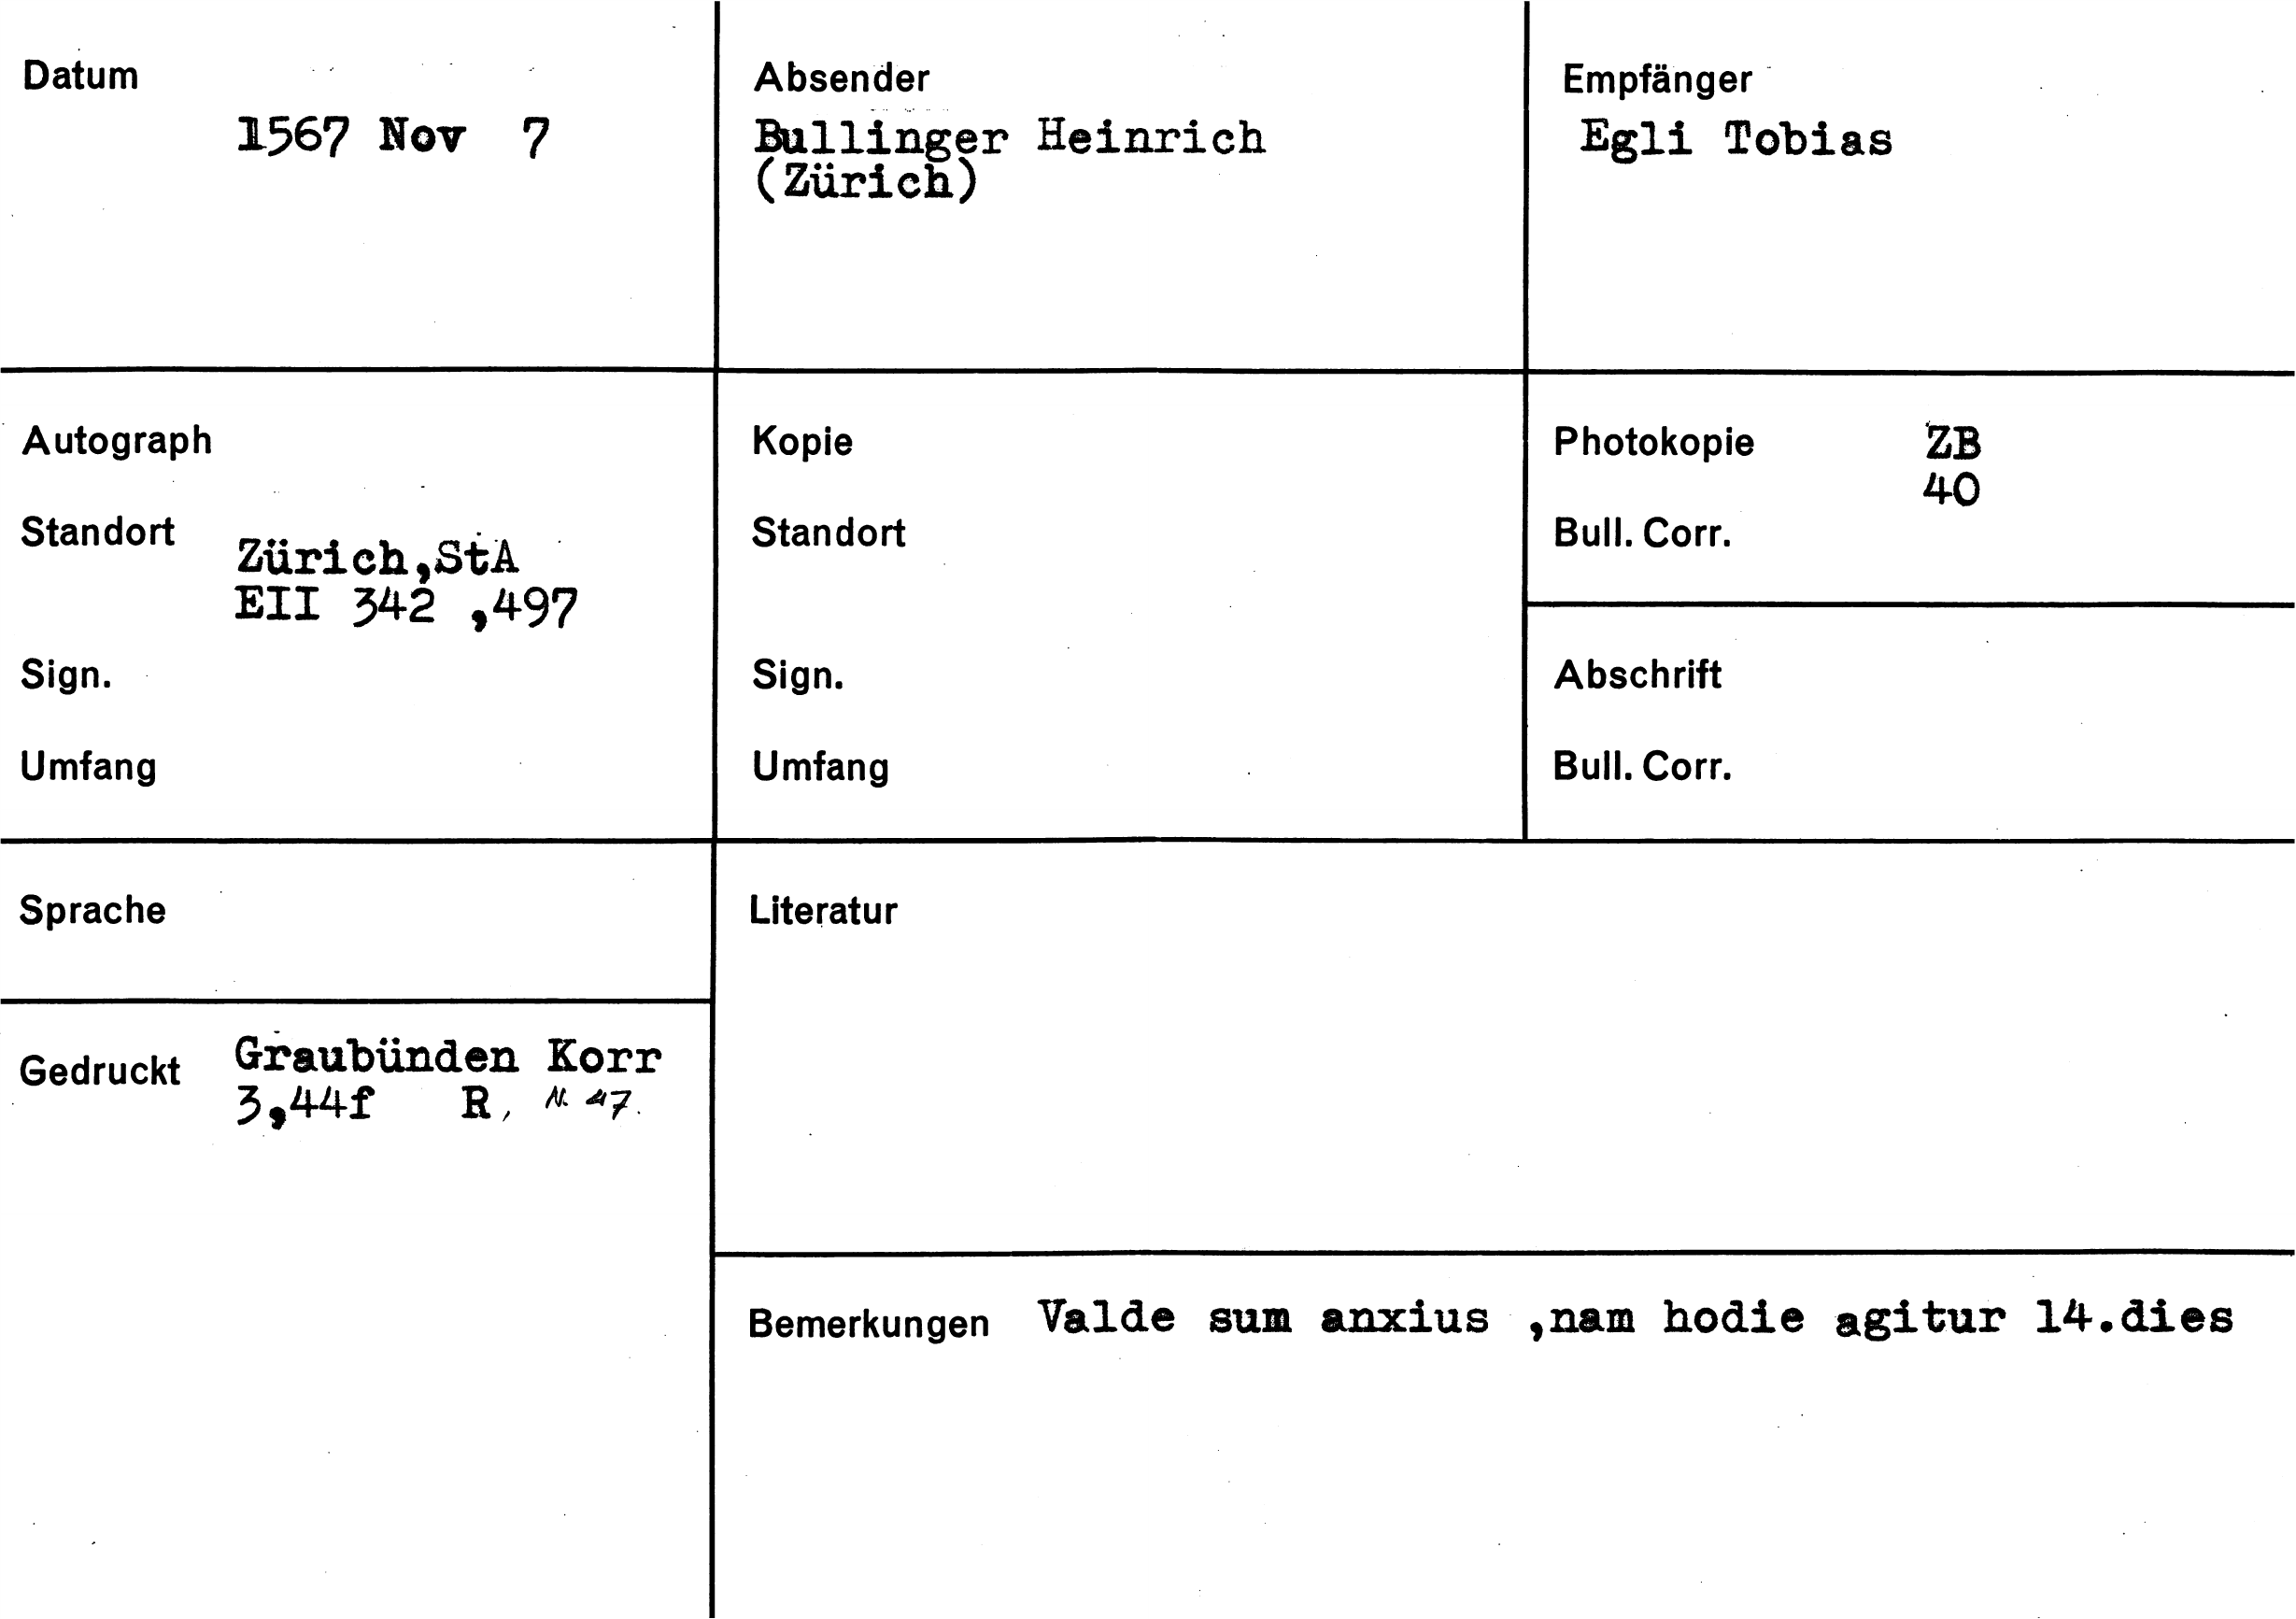 Datum
1567 Nov 7
Absender
Bullinger Heinrich
(Zürich)
Empfänger
Egli Tobias
Autograph
Standort
Zürich,StA
EII 342 ,497
Sign.
Umfang
Kopie
Standort
Sign.
Umfang
Photokopie ZB
40
Bull. Corr.
Abschrift
Bull. Corr.
Sprache
Gedruckt Graubünden Korr
3,44f R, N. 47.
Literatur
Bemerkungen Valde sum anxius ,nam hodie agitur 14.dies